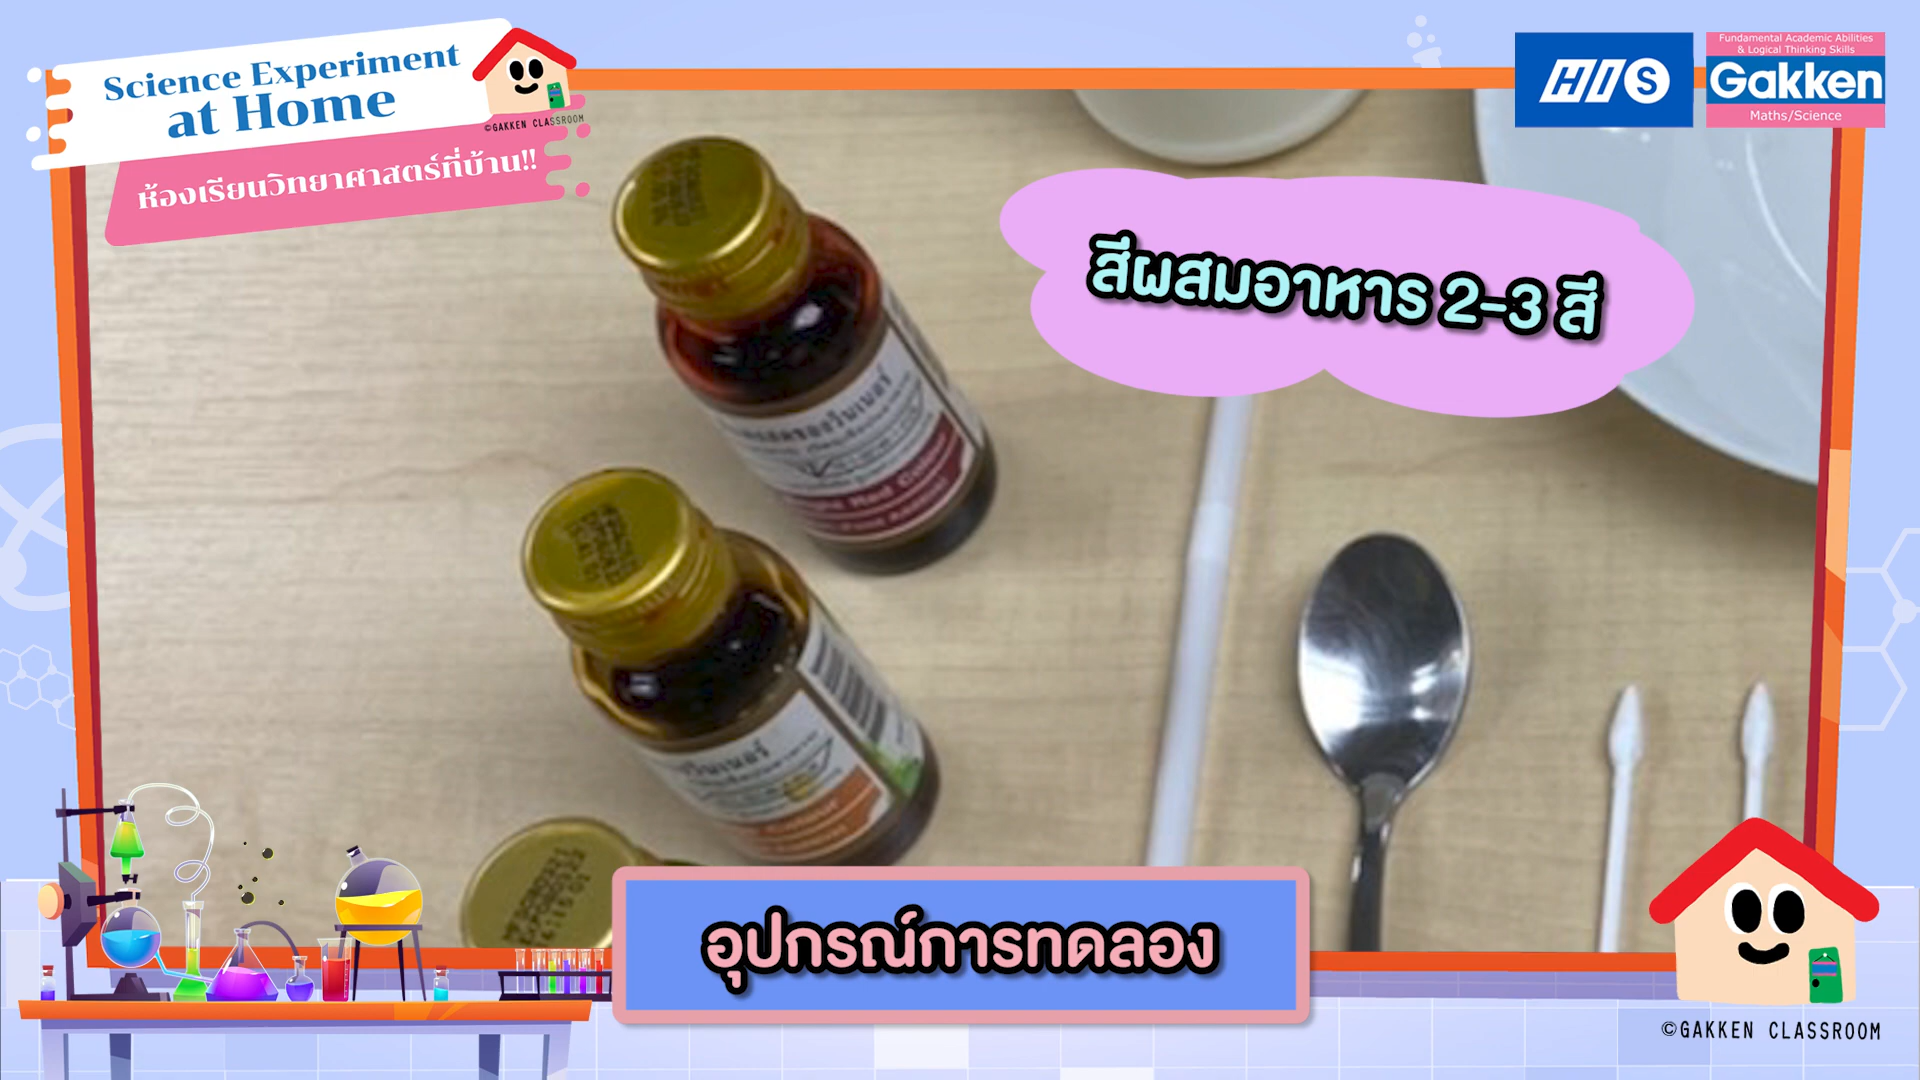 Science Experiment
at Home
©GAKKEN CLASSROOM
ห้องเรียนวิทยาศาสตร์ที่บ้าน!!
HIS
Fundamental Academic Abilities
& Logical Thinking Skills
Gakken
Maths/Science
สีผสมอาหาร 2-3 สี
Red Color
อุปกรณ์การทดลอง
©GAKKEN CLASSROOM